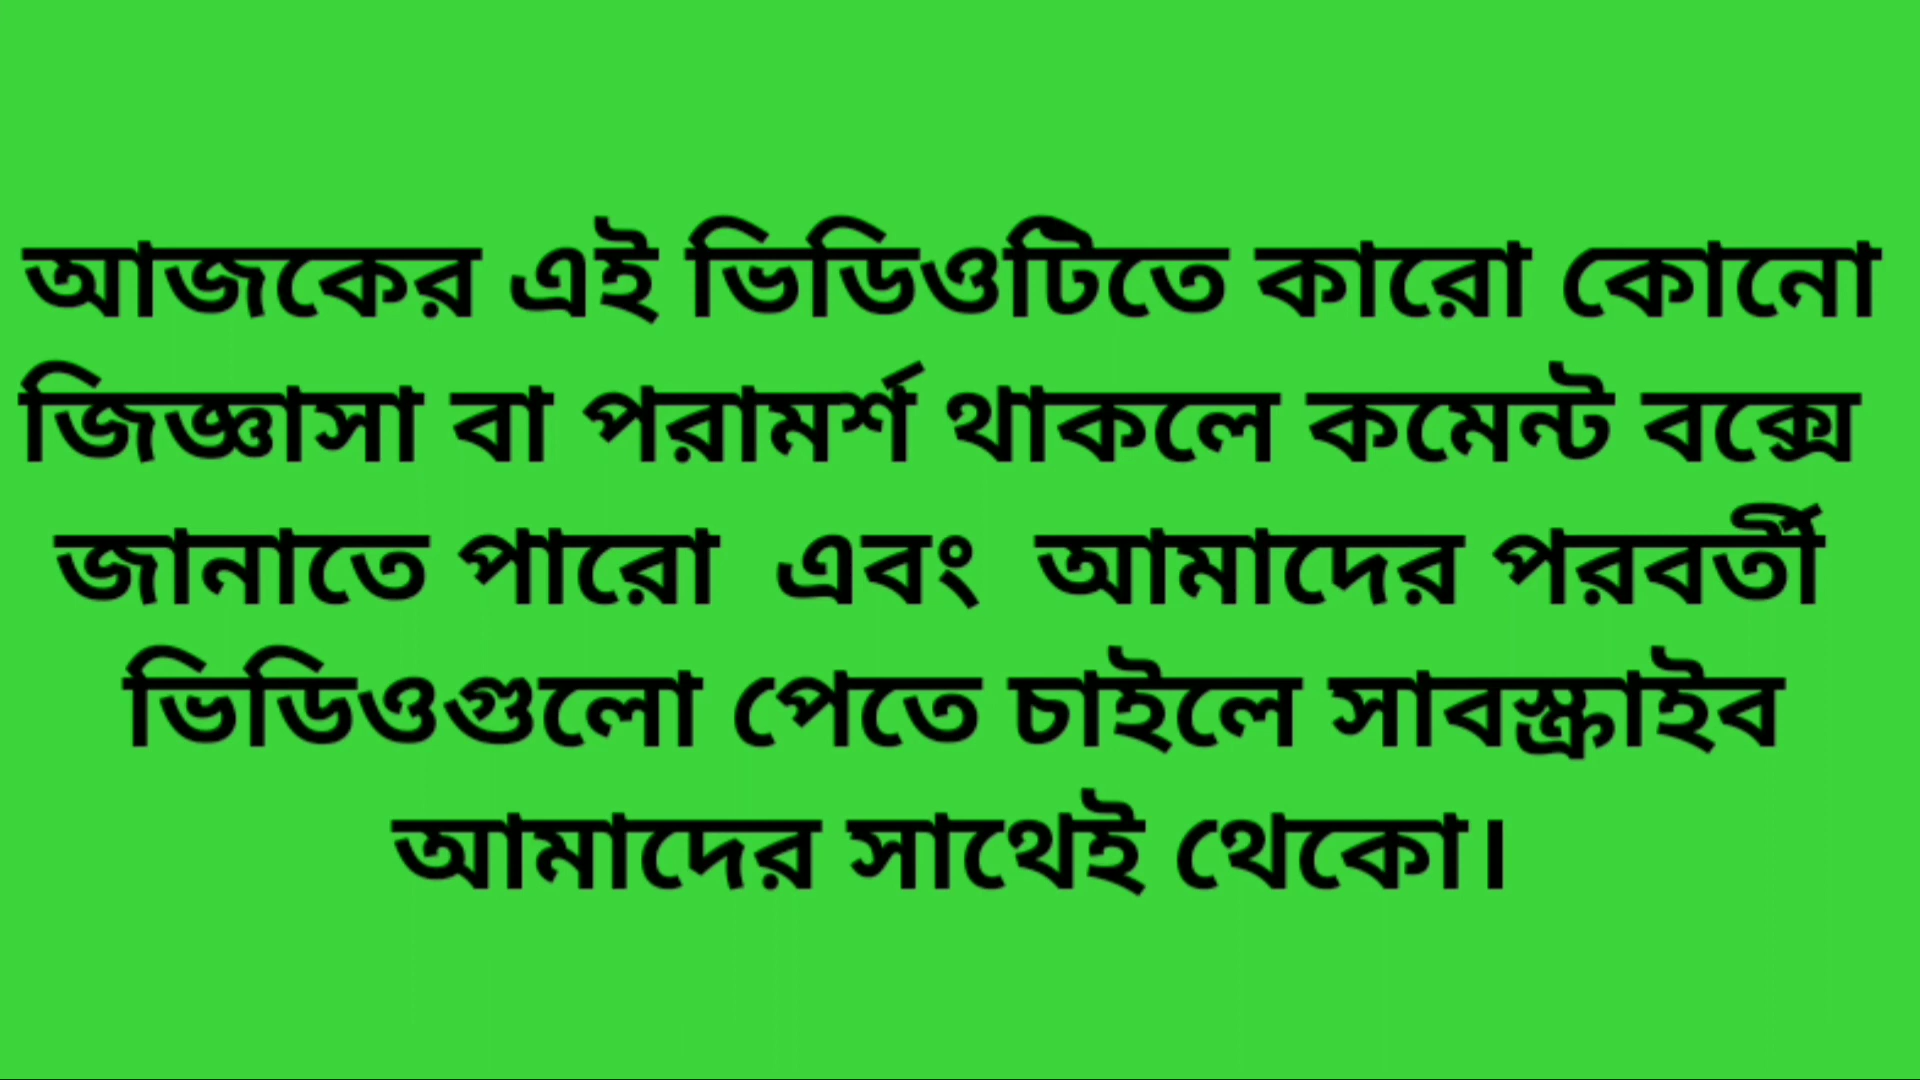 আজকের এই ভিডিওটিতে কারো কোনো
জিজ্ঞাসা বা পরামর্শ থাকলে কমেন্ট বক্সে
জানাতে পারো এবং আমাদের পরবর্তী
ভিডিওগুলো পেতে চাইলে সাবস্ক্রাইব
আমাদের সাথেই থেকো।